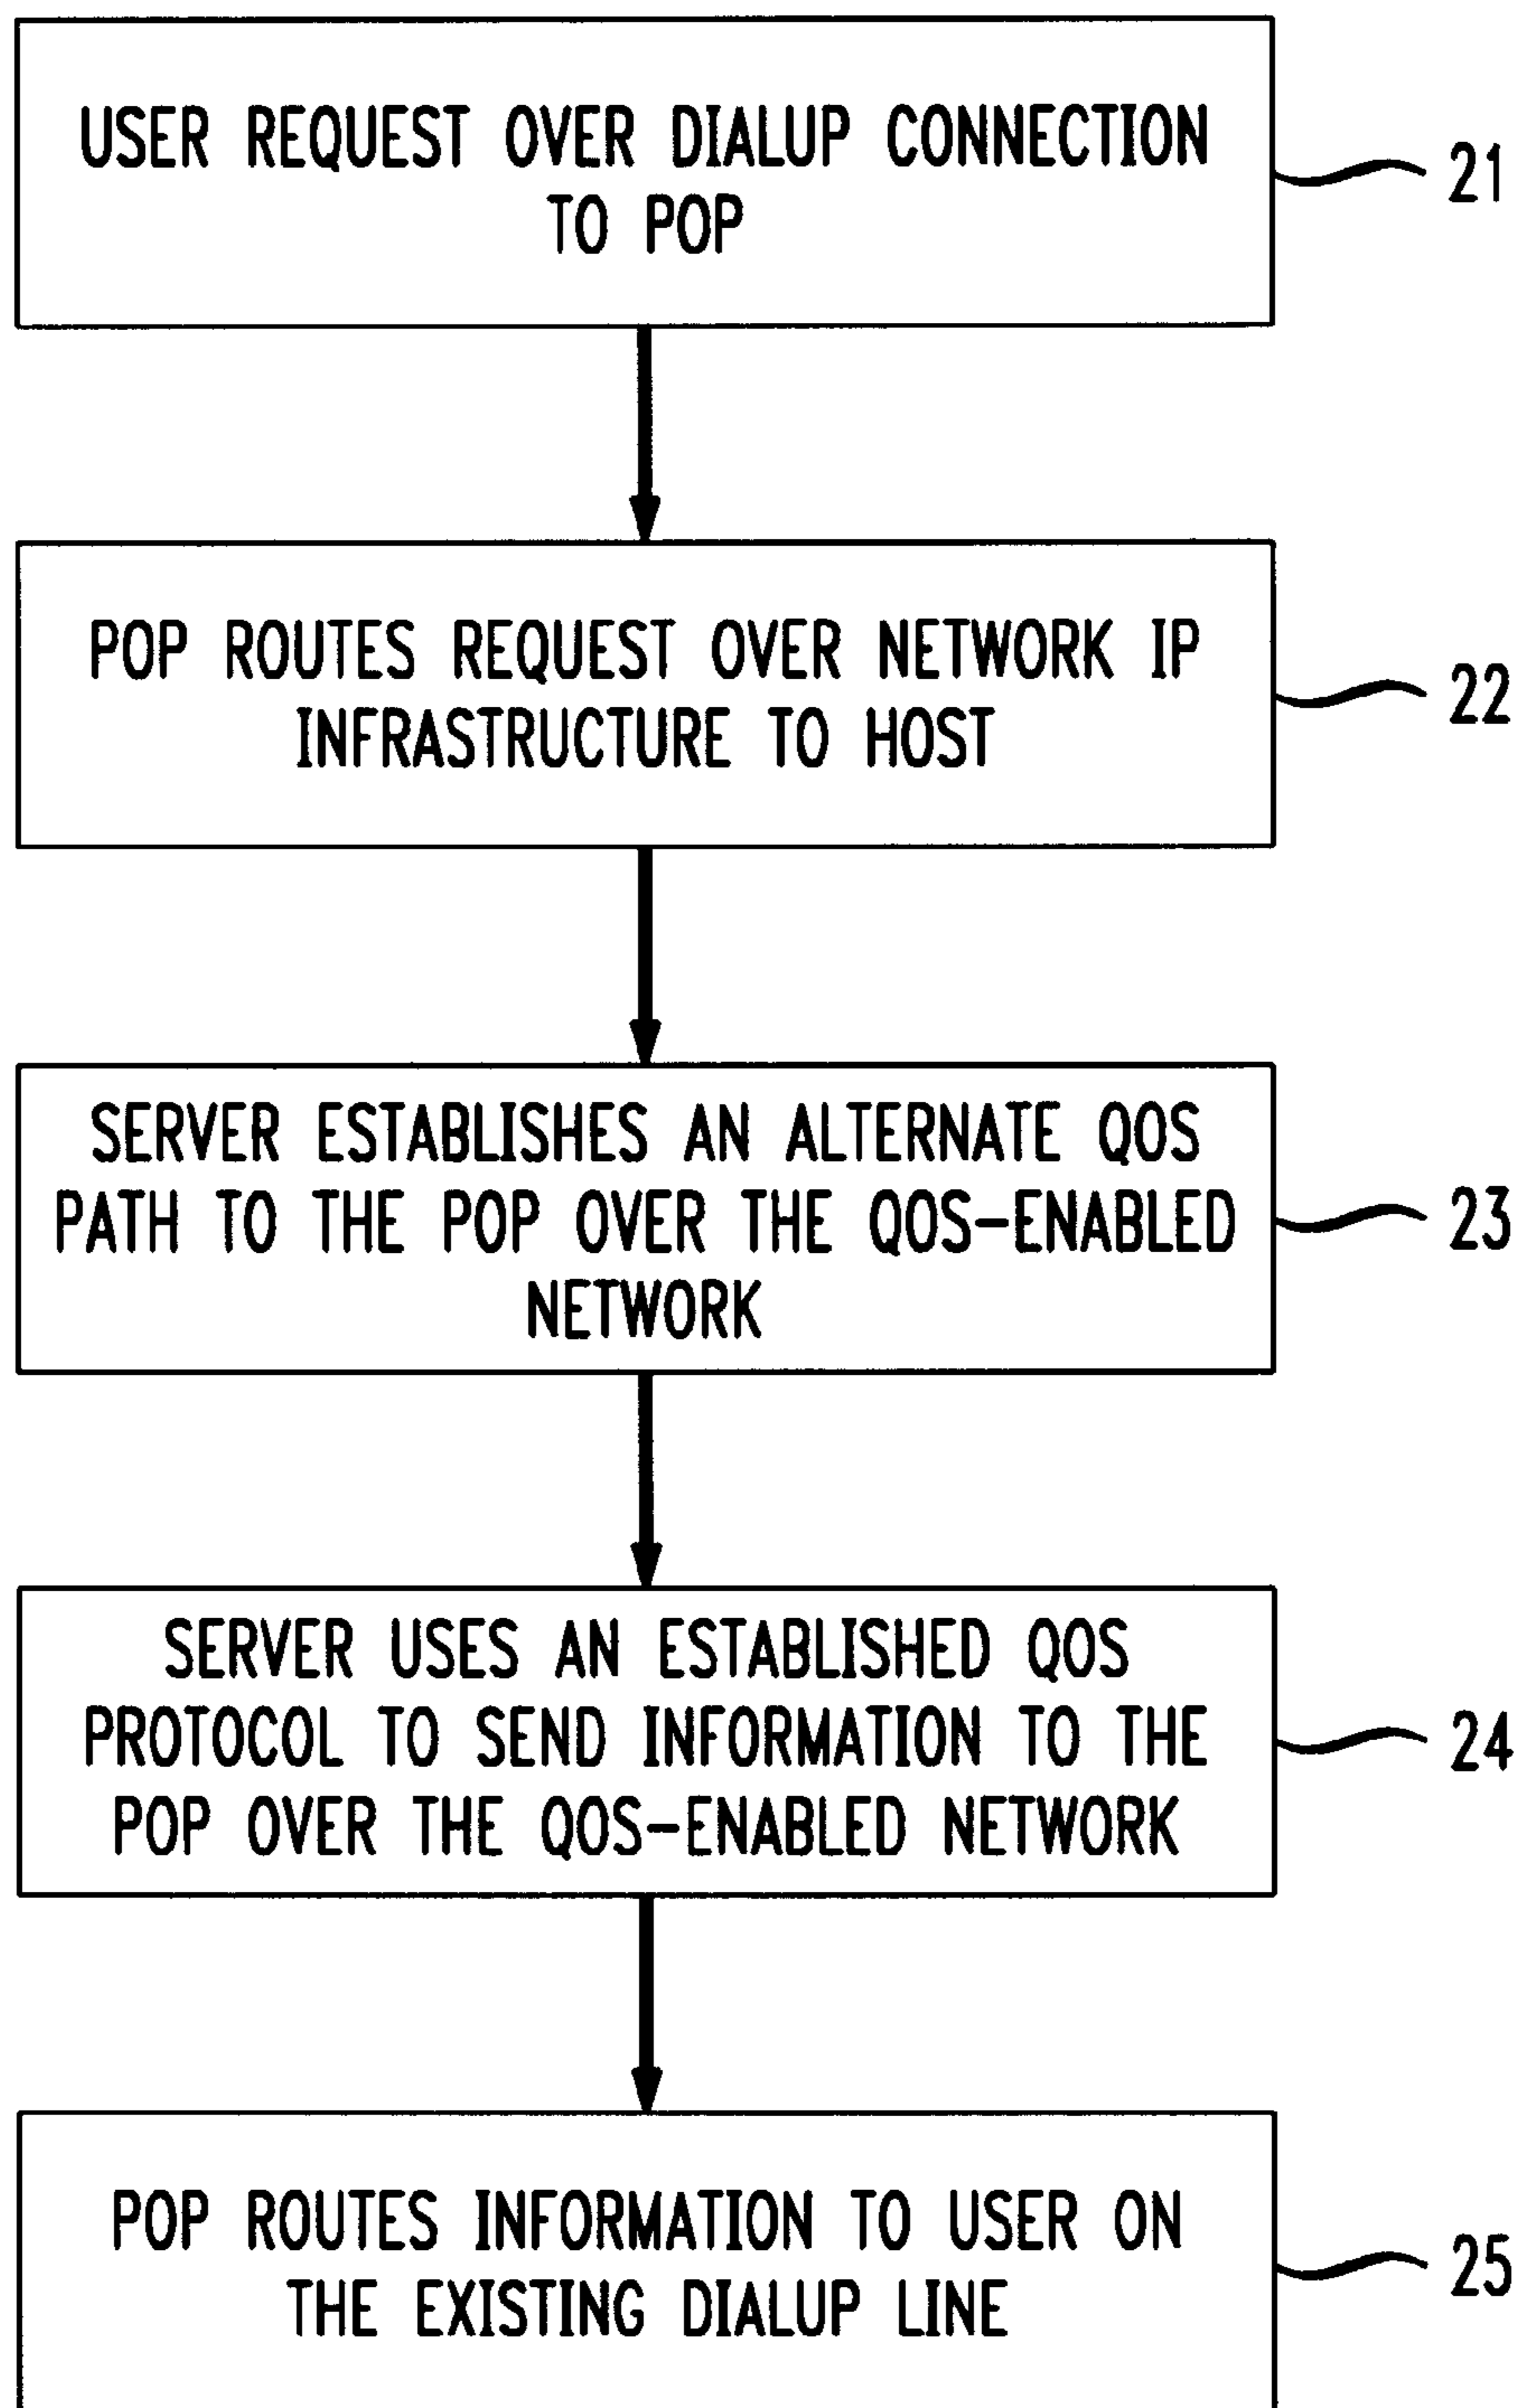 USER REQUEST OVER DIALUP CONNECTION
TO POP
21
POP ROUTES REQUEST OVER NETWORK IP
INFRASTRUCTURE TO HOST
22
SERVER ESTABLISHES AN ALTERNATE QOS
PATH TO THE POP OVER THE QOS-ENABLED
NETWORK
23
SERVER USES AN ESTABLISHED QOS
PROTOCOL TO SEND INFORMATION TO THE
POP OVER THE QOS-ENABLED NETWORK
24
POP ROUTES INFORMATION TO USER ON
THE EXISTING DIALUP LINE
25